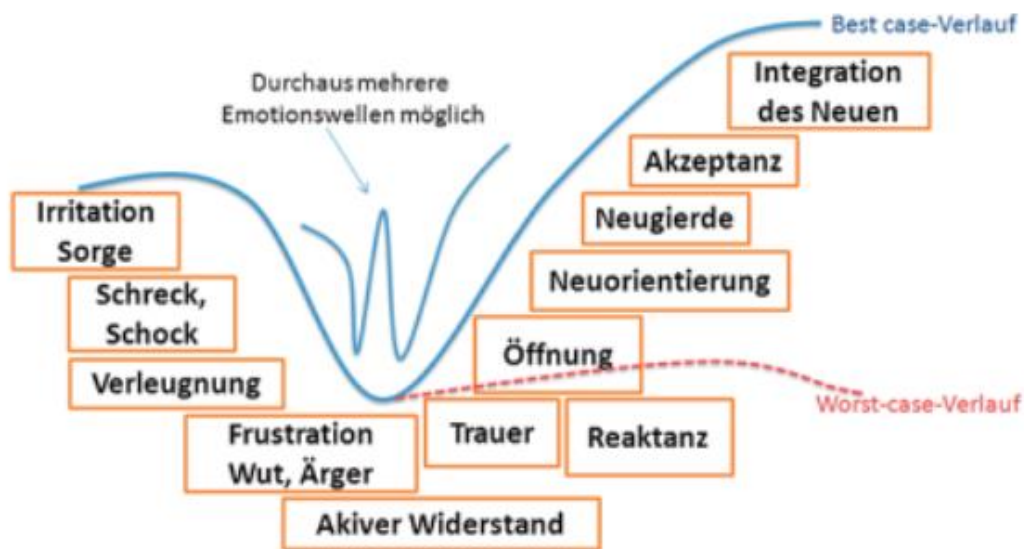 Best case-Verlauf
Durchaus mehrere
Emotionswellen möglich
Integration
des Neuen
Akzeptanz
Neugierde
Neuorientierung
Öffnung
Irritation
Sorge
Schreck,
Schock
Verleugnung
Frustration
Wut, Ärger
Akiver Widerstand
Trauer
Reaktanz
Worst-case-Verlauf